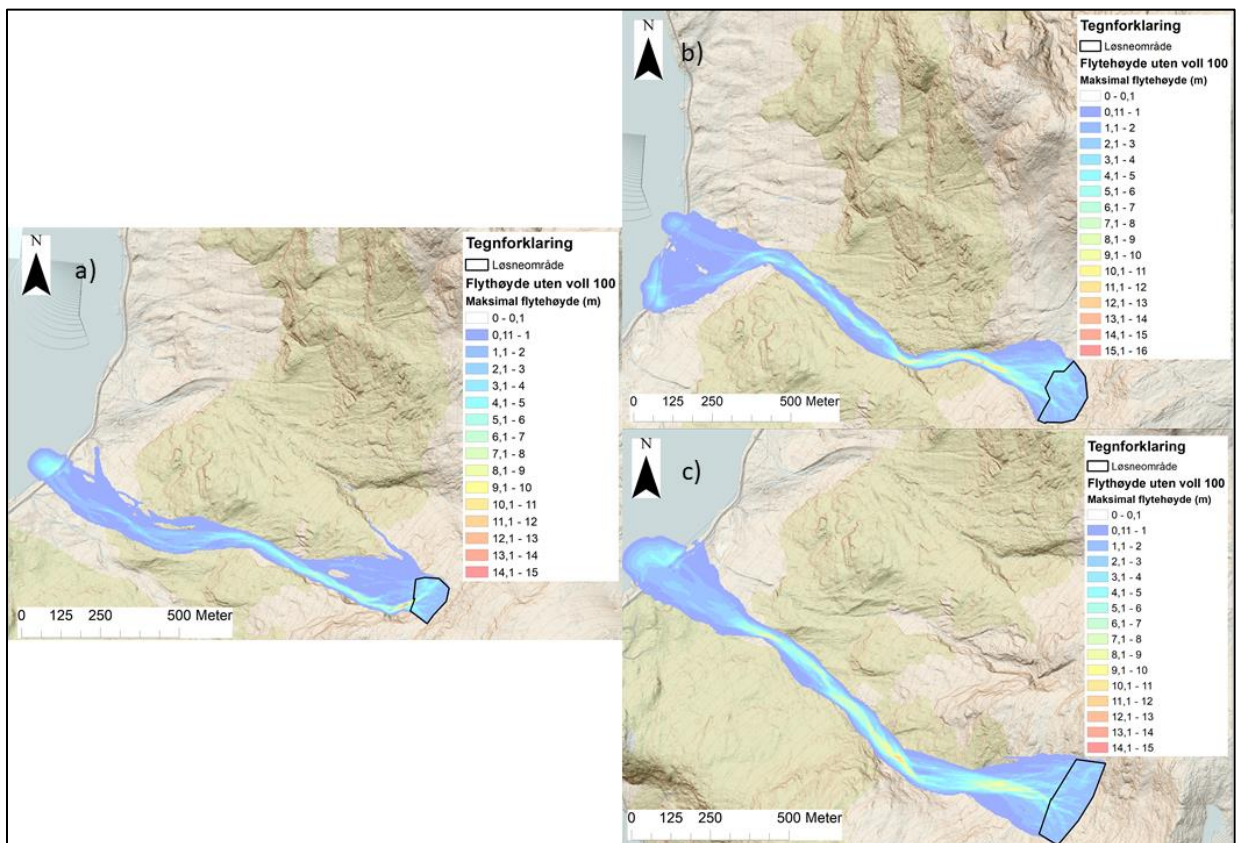 N
a)
Tegnforklaring
Løsneområde
Flythøyde uten voll 100
Maksimal flytehøyde (m)
0 - 0,1
0,11 - 1
1,1 - 2
2,1 - 3
3,1 - 4
4,1 - 5
5,1 - 6
6,1 - 7
7,1 - 8
8,1 - 9
9,1 - 10
10,1 - 11
11,1 - 12
12,1 - 13
13,1 - 14
14,1 - 15
0 125 250 500 Meter
N
b)
Tegnforklaring
Løsneområde
Flytehøyde uten voll 100
Maksimal flytehøyde (m)
0 - 0,1
0,11 - 1
1,1 - 2
2,1 - 3
3,1 - 4
4,1 - 5
5,1 - 6
6,1 - 7
7,1 - 8
8,1 - 9
9,1 - 10
10,1 - 11
11,1 - 12
12,1 - 13
13,1 - 14
14,1 - 15
15,1 - 16
0 125 250 500 Meter
N
c)
Tegnforklaring
Løsneområde
Flythøyde uten voll 100
Maksimal flytehøyde (m)
0 - 0,1
0,11 - 1
1,1 - 2
2,1 - 3
3,1 - 4
4,1 - 5
5,1 - 6
6,1 - 7
7,1 - 8
8,1 - 9
9,1 - 10
10,1 - 11
11,1 - 12
12,1 - 13
13,1 - 14
14,1 - 15
0 125 250 500 Meter